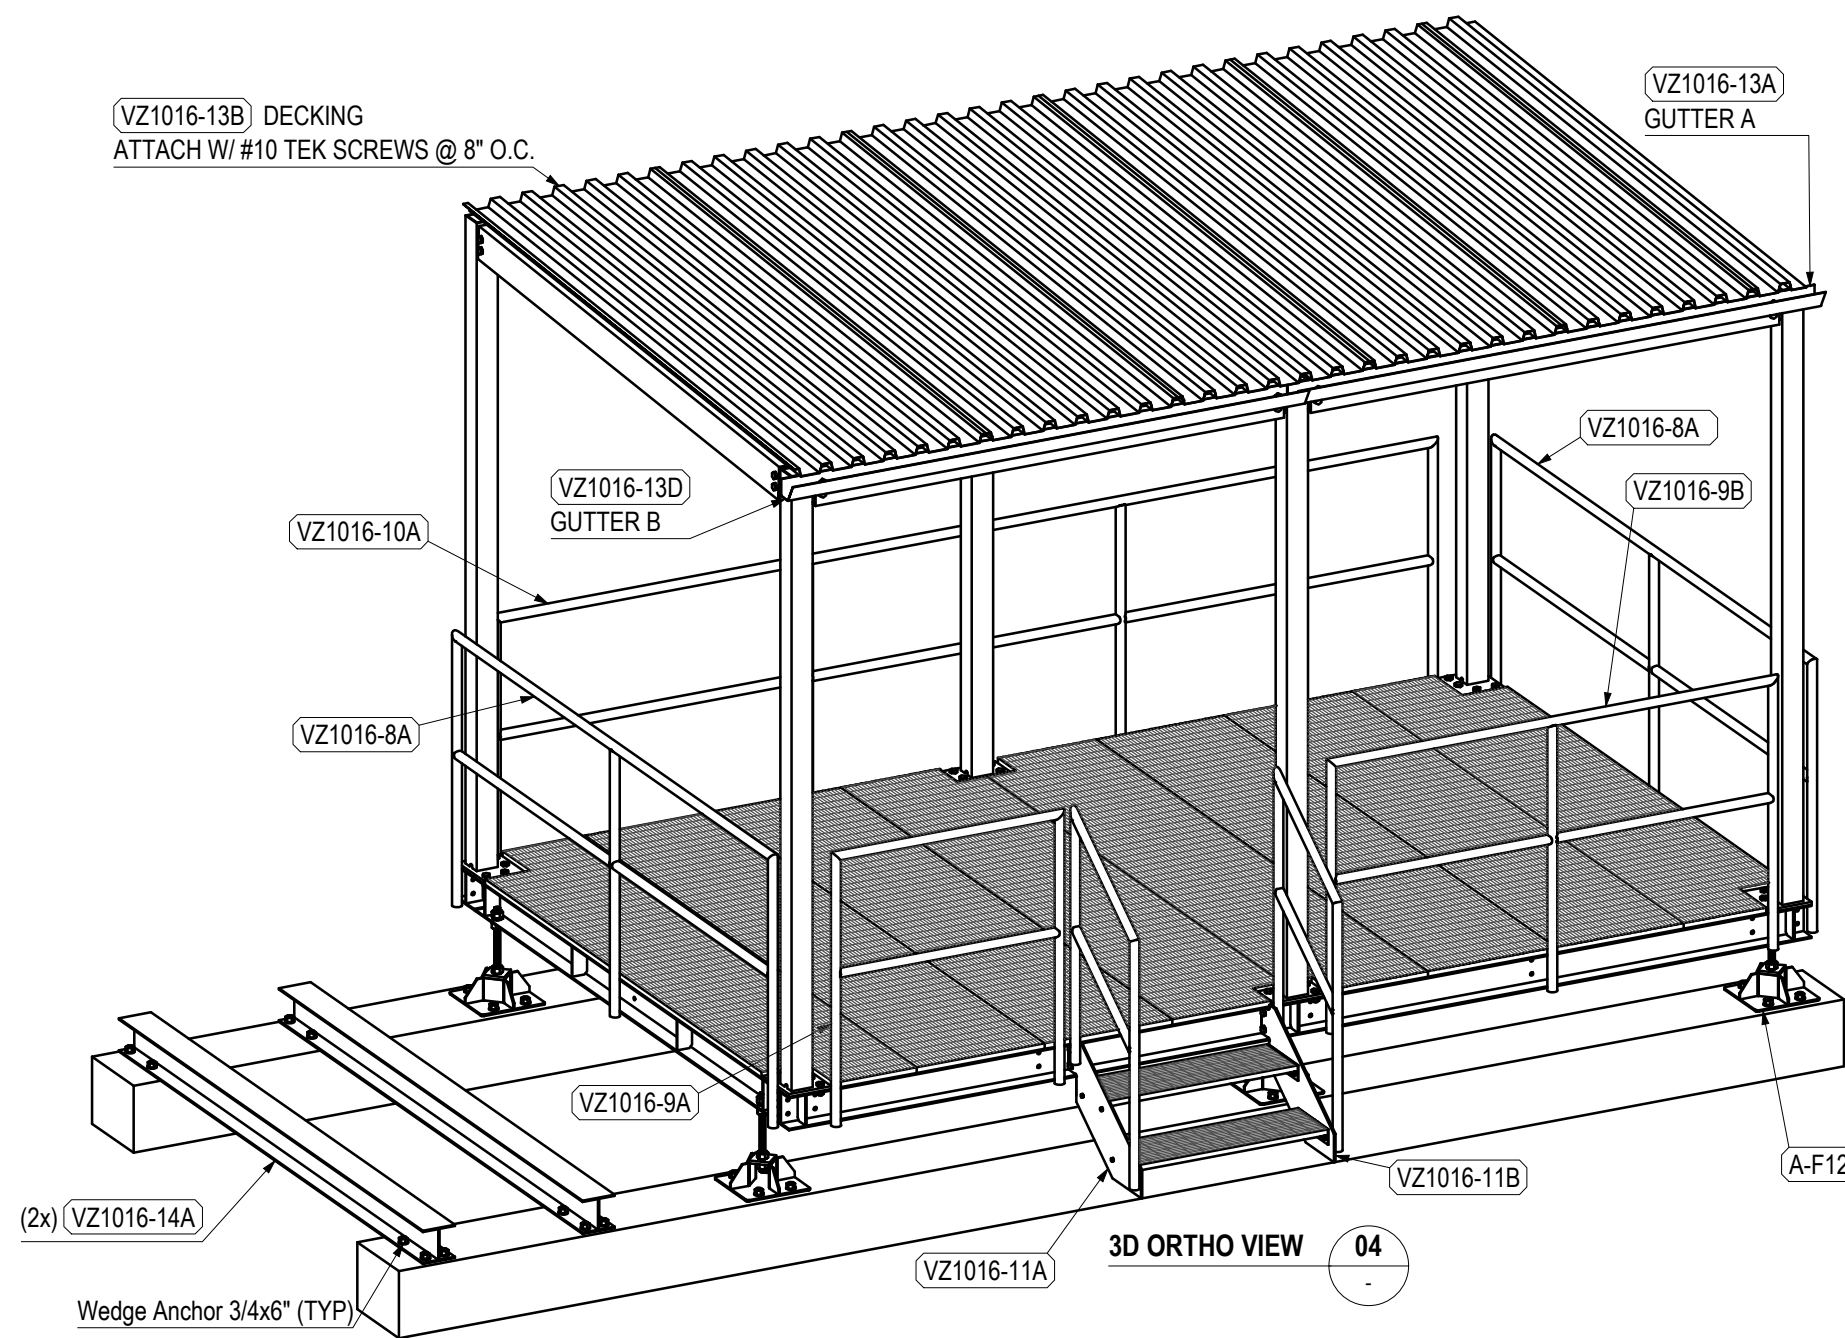 VZ1016-13B DECKING
ATTACH W/ #10 TEK SCREWS @ 8" O.C.
VZ1016-13A
GUTTER A
VZ1016-8A
VZ1016-13D
GUTTER B
VZ1016-9B
VZ1016-10A
VZ1016-8A
VZ1016-9A
VZ1016-11B
A-F12
(2x) VZ1016-14A
VZ1016-11A
3D ORTHO VIEW 04
-
Wedge Anchor 3/4x6" (TYP)